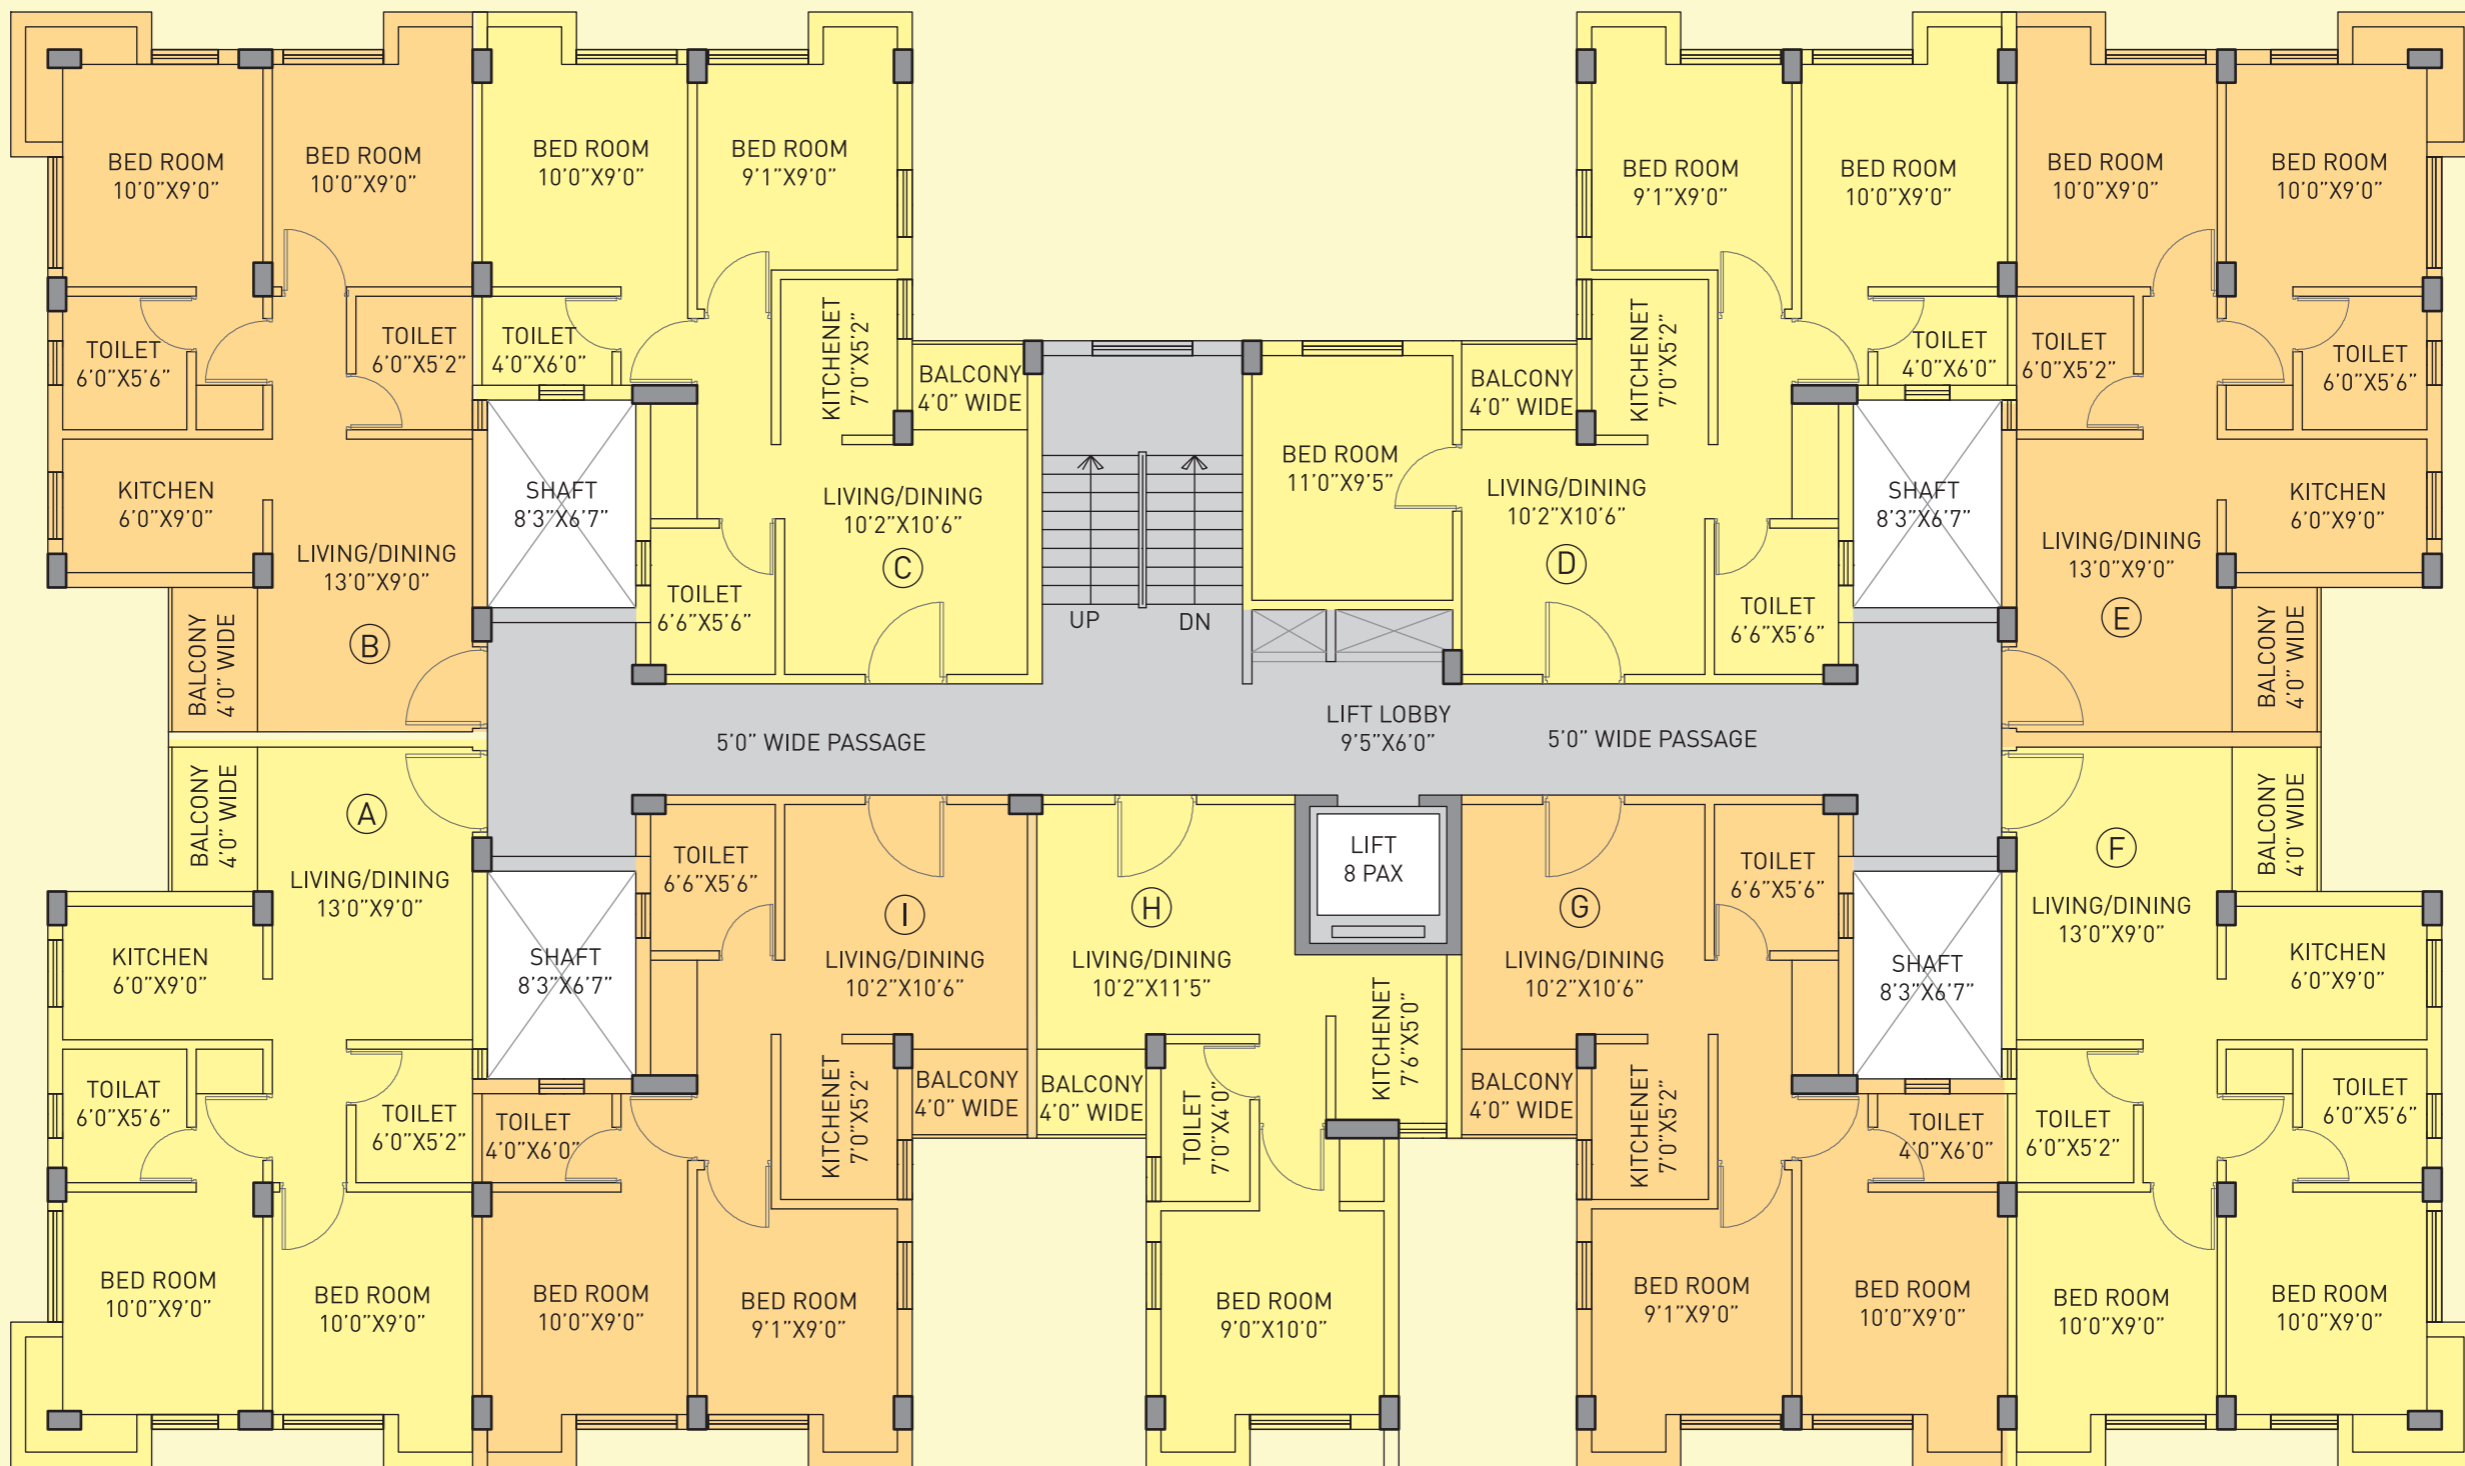 BED ROOM
10'0"X9'0"
BED ROOM
10'0"X9'0"
BED ROOM
10'0"X9'0"
BED ROOM
9'1"X9'0"
BED ROOM
9'1"X9'0"
BED ROOM
10'0"X9'0"
BED ROOM
10'0"X9'0"
BED ROOM
10'0"X9'0"
TOILET
6'0"X5'6"
TOILET
6'0"X5'2"
TOILET
4'0"X6'0"
KITCHENET
7'0"X5'2"
BALCONY
4'0" WIDE
BALCONY
4'0" WIDE
KITCHENET
7'0"X5'2"
TOILET
4'0"X6'0"
TOILET
6'0"X5'2"
TOILET
6'0"X5'6"
KITCHEN
6'0"X9'0"
SHAFT
8'3"X6'7"
LIVING/DINING
10'2"X10'6"
C
BED ROOM
11'0"X9'5"
LIVING/DINING
10'2"X10'6"
D
SHAFT
8'3"X6'7"
KITCHEN
6'0"X9'0"
LIVING/DINING
13'0"X9'0"
B
BALCONY
4'0" WIDE
TOILET
6'6"X5'6"
UP
DN
TOILET
6'6"X5'6"
LIVING/DINING
13'0"X9'0"
E
BALCONY
4'0" WIDE
5'0" WIDE PASSAGE
LIFT LOBBY
9'5"X6'0"
5'0" WIDE PASSAGE
BALCONY
4'0" WIDE
A
LIVING/DINING
13'0"X9'0"
TOILET
6'6"X5'6"
I
LIVING/DINING
10'2"X10'6"
H
LIVING/DINING
10'2"X11'5"
LIFT
8 PAX
G
LIVING/DINING
10'2"X10'6"
TOILET
6'6"X5'6"
F
LIVING/DINING
13'0"X9'0"
BALCONY
4'0" WIDE
KITCHEN
6'0"X9'0"
SHAFT
8'3"X6'7"
KITCHENET
7'6"X5'0"
SHAFT
8'3"X6'7"
KITCHEN
6'0"X9'0"
TOILAT
6'0"X5'6"
TOILET
6'0"X5'2"
TOILET
4'0"X6'0"
KITCHENET
7'0"X5'2"
BALCONY
4'0" WIDE
BALCONY
4'0" WIDE
TOILET
7'0"X4'0"
BALCONY
4'0" WIDE
KITCHENET
7'0"X5'2"
TOILET
4'0"X6'0"
TOILET
6'0"X5'2"
TOILET
6'0"X5'6"
BED ROOM
10'0"X9'0"
BED ROOM
10'0"X9'0"
BED ROOM
10'0"X9'0"
BED ROOM
9'1"X9'0"
BED ROOM
9'0"X10'0"
BED ROOM
9'1"X9'0"
BED ROOM
10'0"X9'0"
BED ROOM
10'0"X9'0"
BED ROOM
10'0"X9'0"